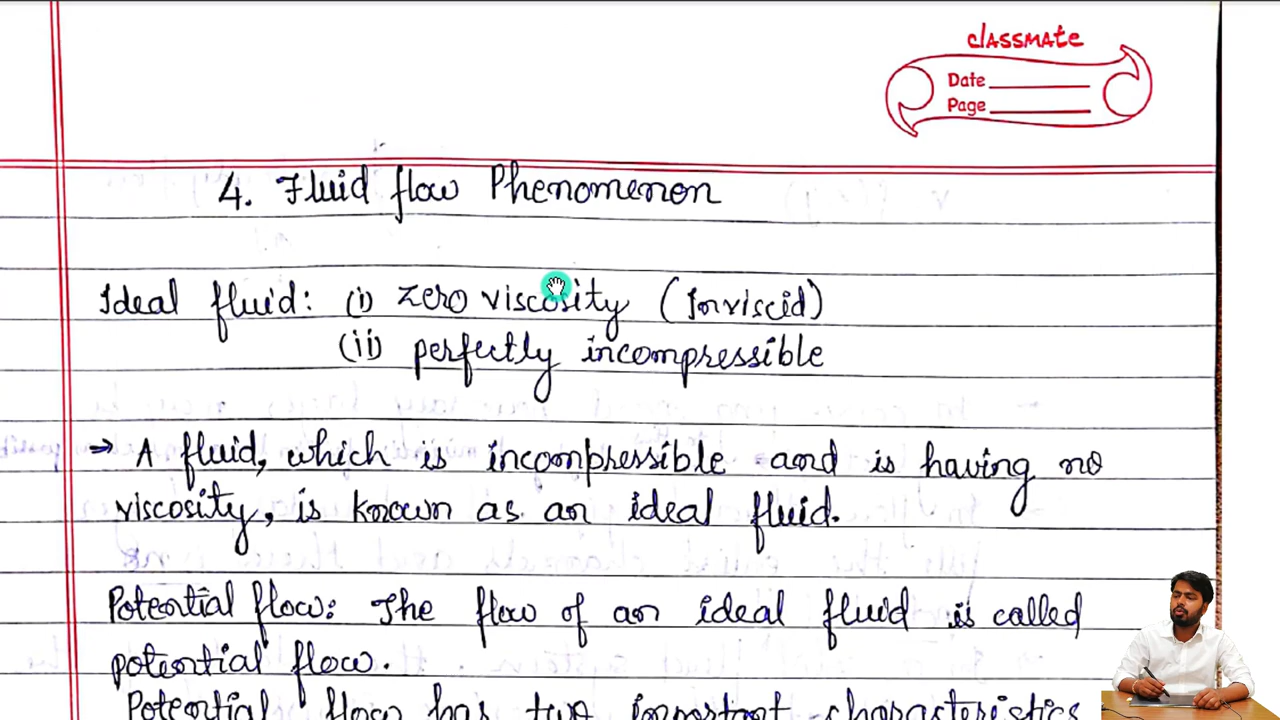 classmate
Date
Page
4. Fluid flow Phenomenon
Ideal fluid: (i) zero viscosity (Inviscid)
(ii) perfectly incompressible
→ A fluid, which is incompressible and is having no
viscosity, is known as an ideal fluid.
Potential flow: The flow of an ideal fluid is called
potential flow.
Potential flow has two important characteristics